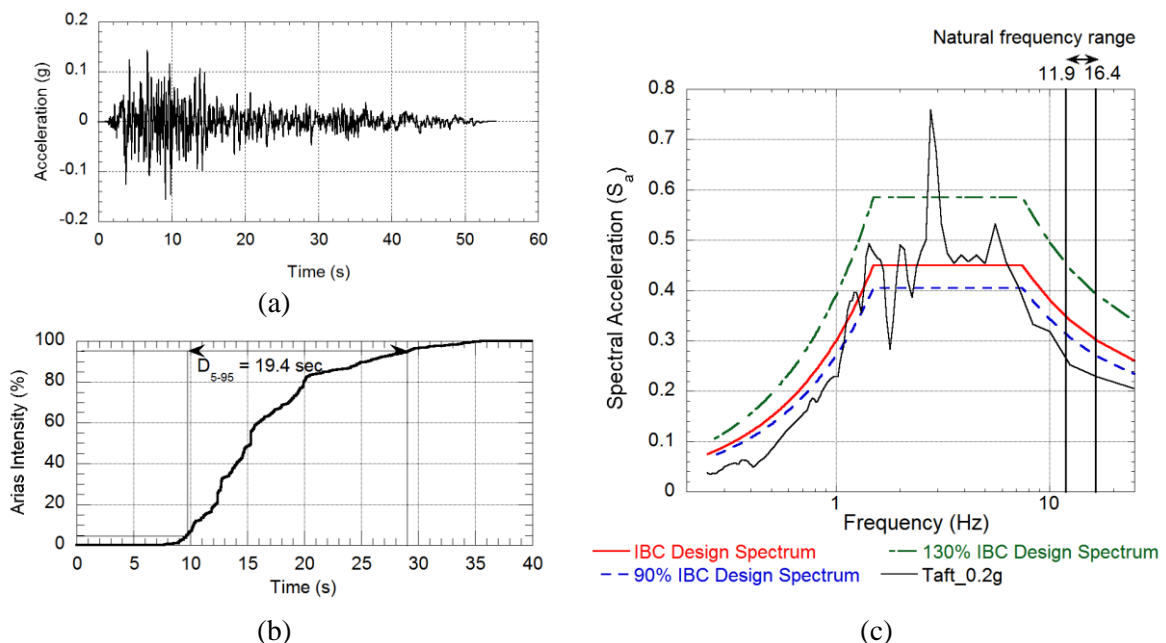 0.2
0.1
0
-0.1
-0.2
Acceleration (g)
0 10 20 30 40 50 60
Time (s)
(a)
100
80
60
40
20
0
Arias Intensity (%)
D5-95 = 19.4 sec
0 5 10 15 20 25 30 35 40
Time (s)
(b)
Natural frequency range
11.9 16.4
0.8
0.7
0.6
0.5
0.4
0.3
0.2
0.1
0
Spectral Acceleration (Sa)
1 10
Frequency (Hz)
IBC Design Spectrum 130% IBC Design Spectrum
90% IBC Design Spectrum Taft_0.2g
(c)